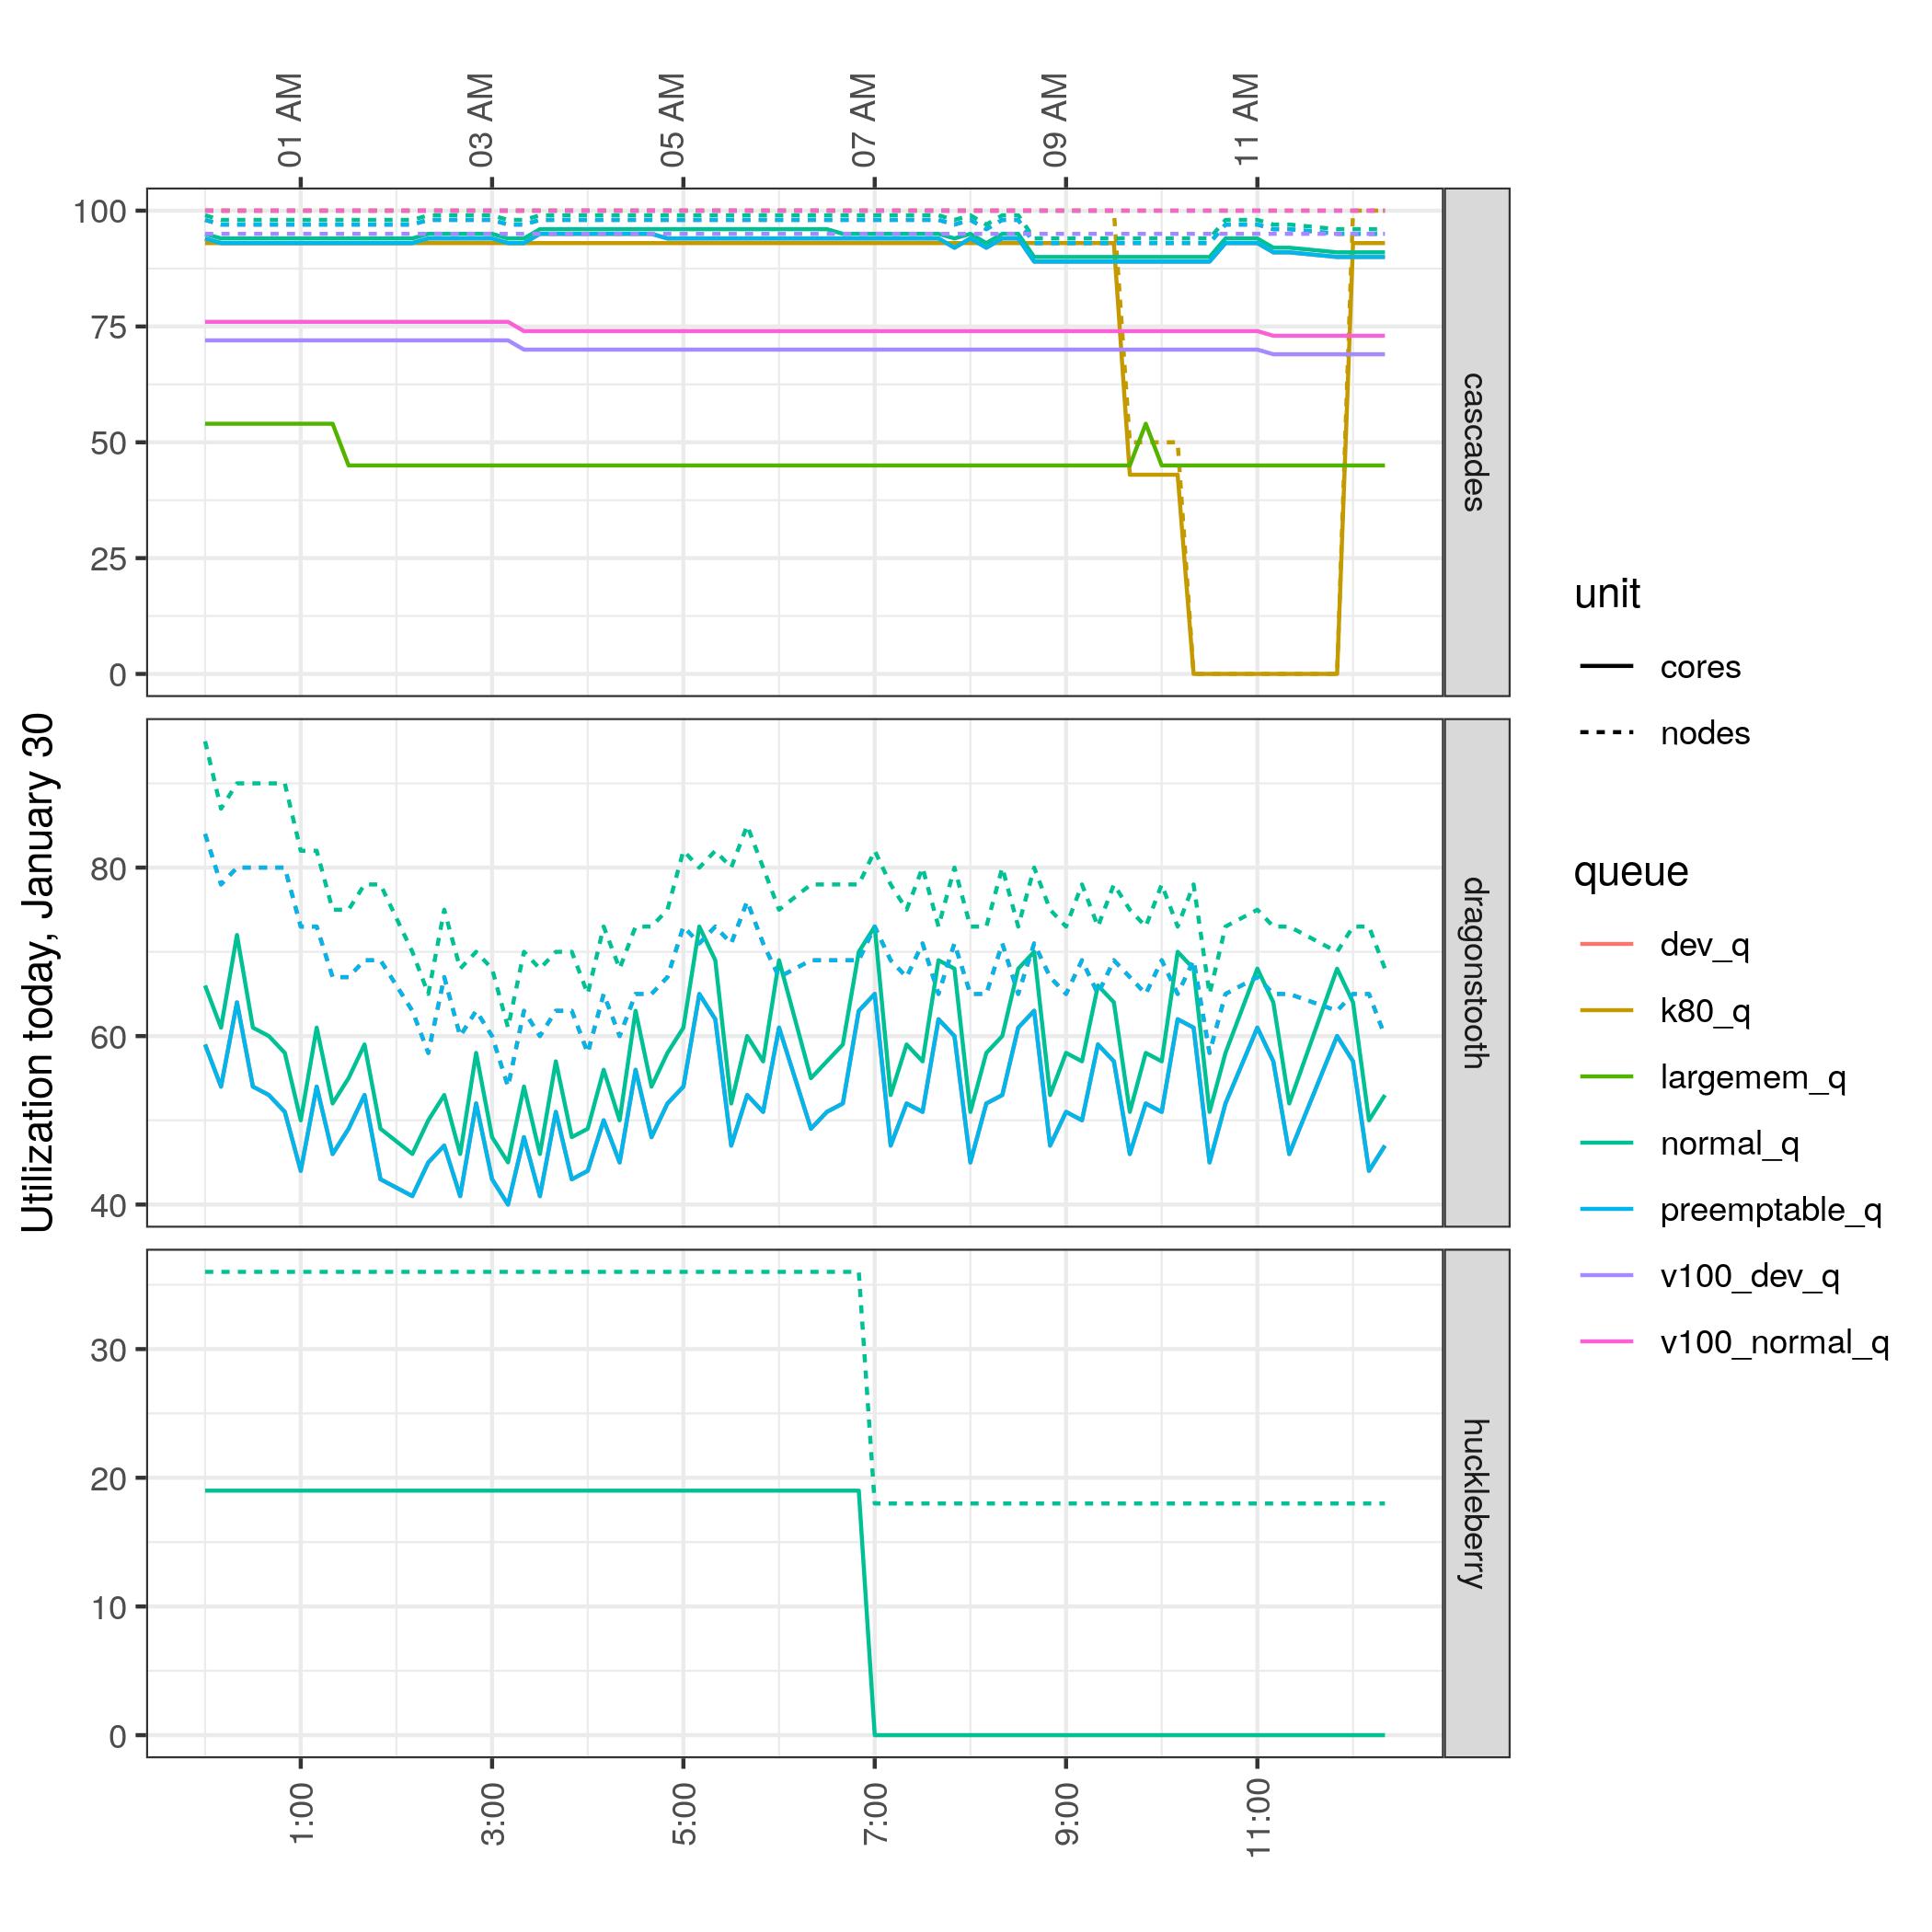 01 AM
03 AM
05 AM
07 AM
09 AM
11 AM
Utilization today, January 30
100
75
50
25
0
cascades
80
60
40
dragonstooth
30
20
10
0
huckleberry
1:00
3:00
5:00
7:00
9:00
11:00
unit
cores
nodes
queue
dev_q
k80_q
largemem_q
normal_q
preemptable_q
v100_dev_q
v100_normal_q